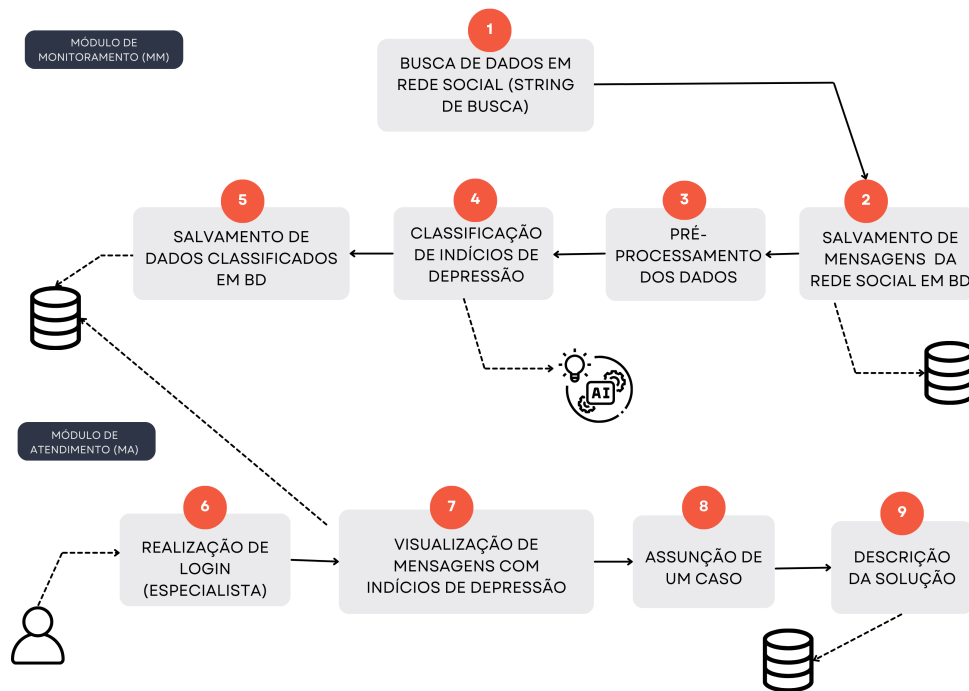 MÓDULO DE
MONITORAMENTO (MM)
1
BUSCA DE DADOS EM
REDE SOCIAL (STRING
DE BUSCA)
5
SALVAMENTO DE
DADOS CLASSIFICADOS
EM BD
4
CLASSIFICAÇÃO
DE INDÍCIOS DE
DEPRESSÃO
3
PRÉ-
PROCESSAMENTO
DOS DADOS
2
SALVAMENTO DE
MENSAGENS DA
REDE SOCIAL EM BD
AI
MÓDULO DE
ATENDIMENTO (MA)
6
REALIZAÇÃO DE
LOGIN
(ESPECIALISTA)
7
VISUALIZAÇÃO DE
MENSAGENS COM
INDÍCIOS DE DEPRESSÃO
8
ASSUNÇÃO DE
UM CASO
9
DESCRIÇÃO
DA SOLUÇÃO